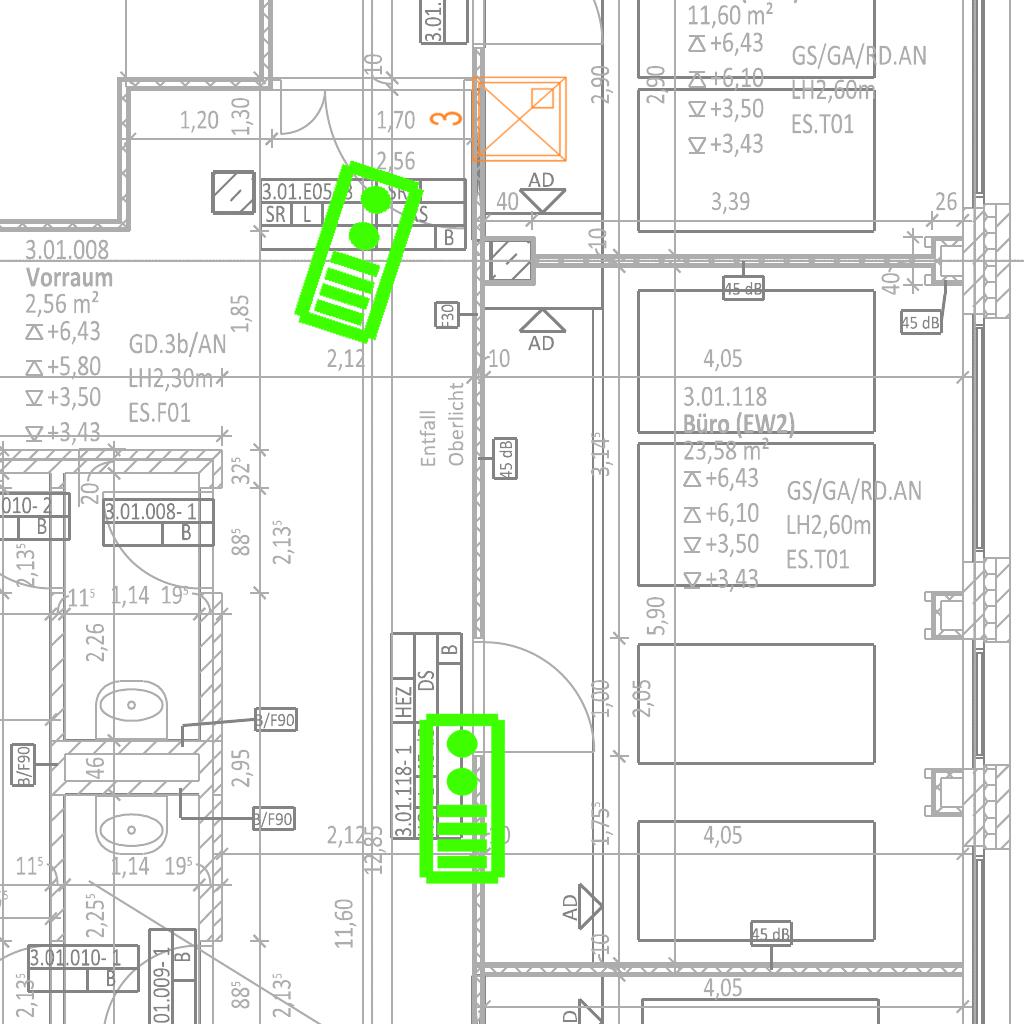 3.01.
10
11,60 m²
+6,43
+6,10
+3,50
+3,43
GS/GA/RD.AN
LH2,60m
ES.T01
2,90
2,90
1,20
1,30
1,70
2,56
3
AD
40
3,39
26
SR
L
B
10
40
45 dB
45 dB
3.01.008
Vorraum
2,56 m²
+6,43
+5,80
+3,50
+3,43
GD.3b/AN
LH2,30m
ES.F01
1,85
F30
AD
2,12
10
4,05
3.01.118
Büro (EW2)
23,58 m²
+6,43
+6,10
+3,50
+3,43
GS/GA/RD.AN
LH2,60m
ES.T01
Entfall
Oberlicht
45 dB
3,14⁵
32⁵
20
010- 2
B
3.01.008- 1
B
2,13⁵
88⁵
2,13⁵
11⁵
1,14
19⁵
2,26
5,90
B
DS
HEZ
3.01.118- 1
1,00
2,05
B/F90
B/F90
46
2,95
B/F90
2,12
12,85
1,75
4,05
11⁵
1,14
19⁵
2,25⁵
11,60
AD
10
45 dB
3.01.010- 1
B
01.009- 1
B
2,13⁵
88⁵
2,13⁵
4,05